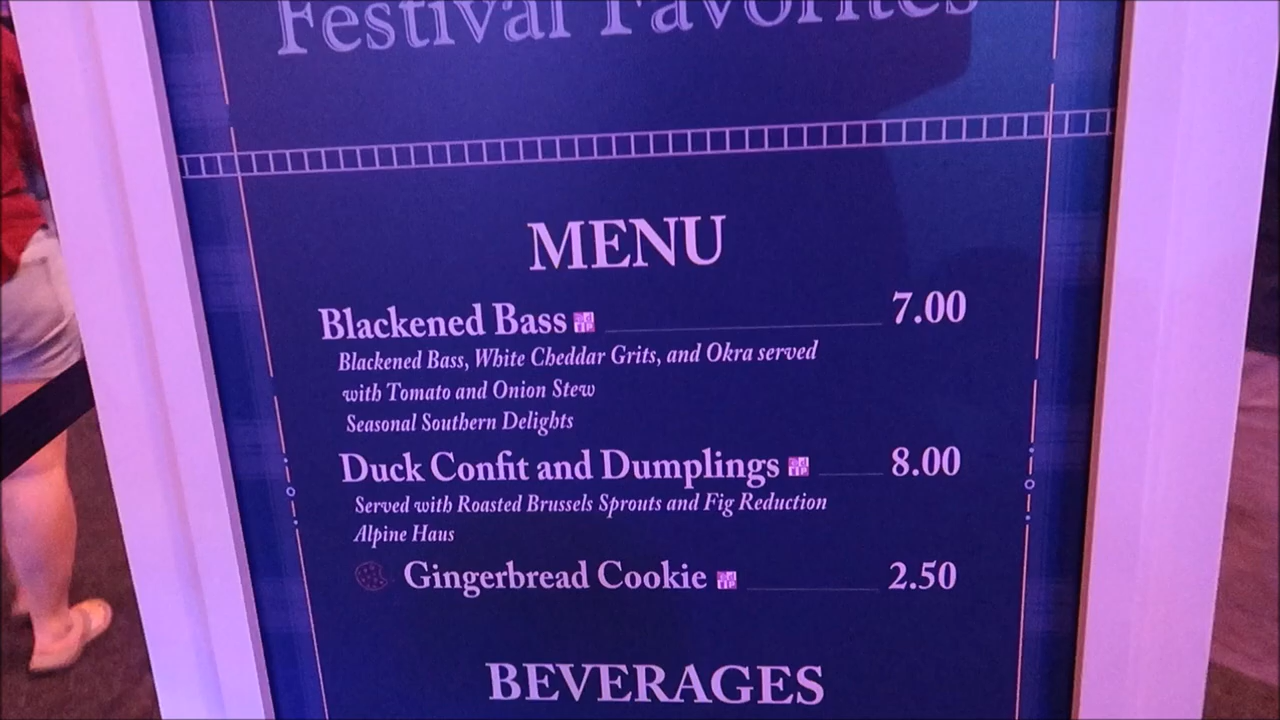 Festival Favorites
MENU
Blackened Bass 7.00
Blackened Bass, White Cheddar Grits, and Okra served
with Tomato and Onion Stew
Seasonal Southern Delights
Duck Confit and Dumplings 8.00
Served with Roasted Brussels Sprouts and Fig Reduction
Alpine Haus
Gingerbread Cookie 2.50
BEVERAGES